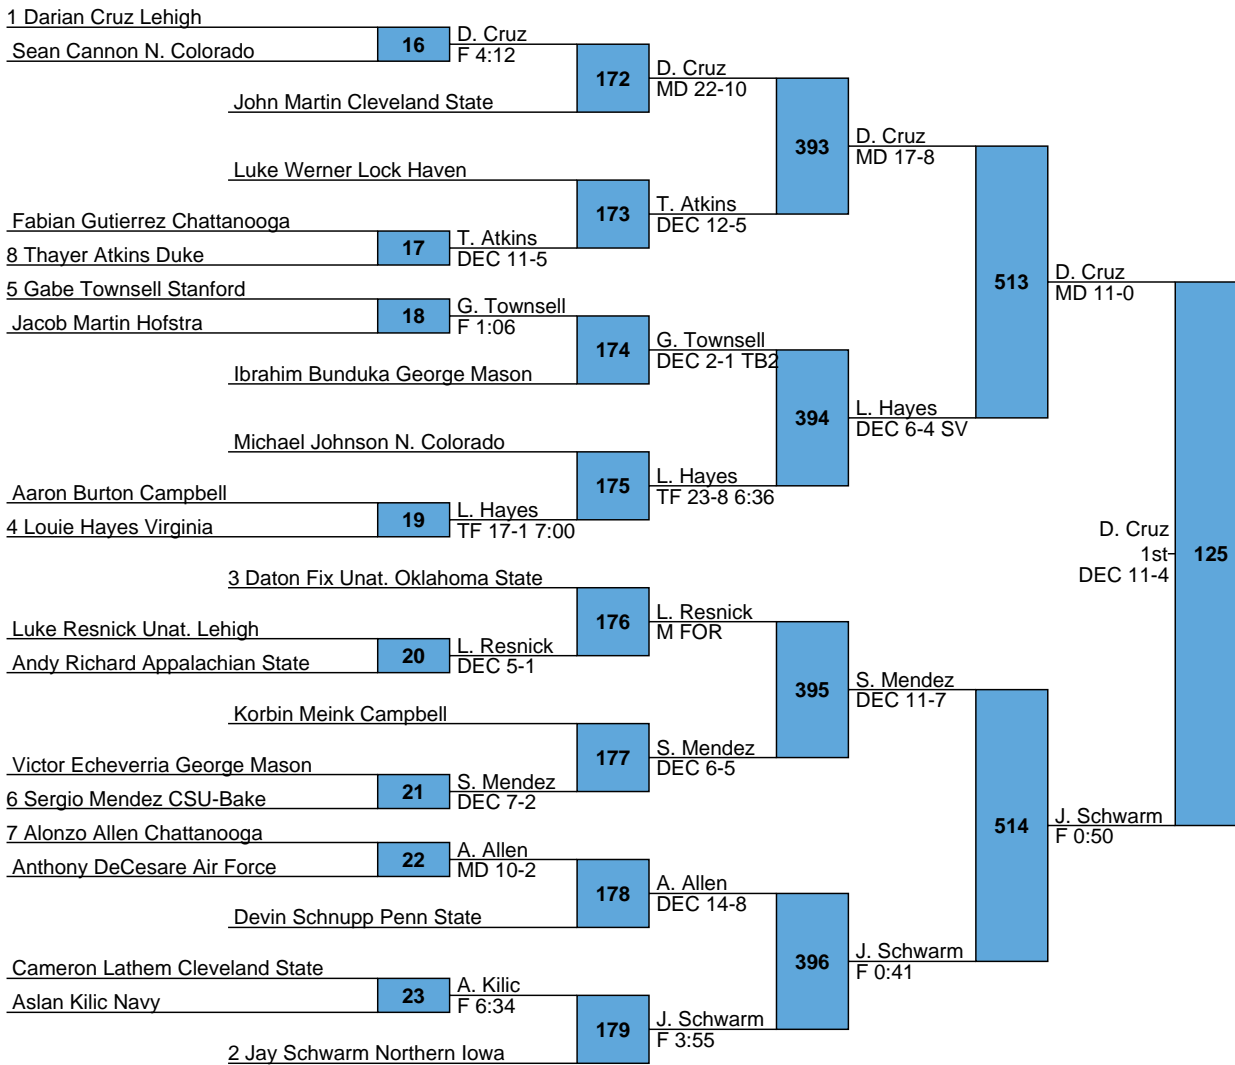 1 Darian Cruz Lehigh
Sean Cannon N. Colorado
16
D. Cruz
F 4:12
John Martin Cleveland State
172
D. Cruz
MD 22-10
Luke Werner Lock Haven
Fabian Gutierrez Chattanooga
8 Thayer Atkins Duke
17
T. Atkins
DEC 11-5
173
T. Atkins
DEC 12-5
393
D. Cruz
MD 17-8
5 Gabe Townsell Stanford
Jacob Martin Hofstra
18
G. Townsell
F 1:06
Ibrahim Bunduka George Mason
174
G. Townsell
DEC 2-1 TB2
Michael Johnson N. Colorado
Aaron Burton Campbell
4 Louie Hayes Virginia
19
L. Hayes
TF 17-1 7:00
175
L. Hayes
TF 23-8 6:36
394
L. Hayes
DEC 6-4 SV
513
D. Cruz
MD 11-0
3 Daton Fix Unat. Oklahoma State
Luke Resnick Unat. Lehigh
Andy Richard Appalachian State
20
L. Resnick
DEC 5-1
176
L. Resnick
M FOR
Korbin Meink Campbell
Victor Echeverria George Mason
6 Sergio Mendez CSU-Bake
21
S. Mendez
DEC 7-2
177
S. Mendez
DEC 6-5
395
S. Mendez
DEC 11-7
7 Alonzo Allen Chattanooga
Anthony DeCesare Air Force
22
A. Allen
MD 10-2
Devin Schnupp Penn State
178
A. Allen
DEC 14-8
Cameron Lathem Cleveland State
Aslan Kilic Navy
23
A. Kilic
F 6:34
2 Jay Schwarm Northern Iowa
179
J. Schwarm
F 3:55
396
J. Schwarm
F 0:41
514
J. Schwarm
F 0:50
D. Cruz
1st
DEC 11-4
125